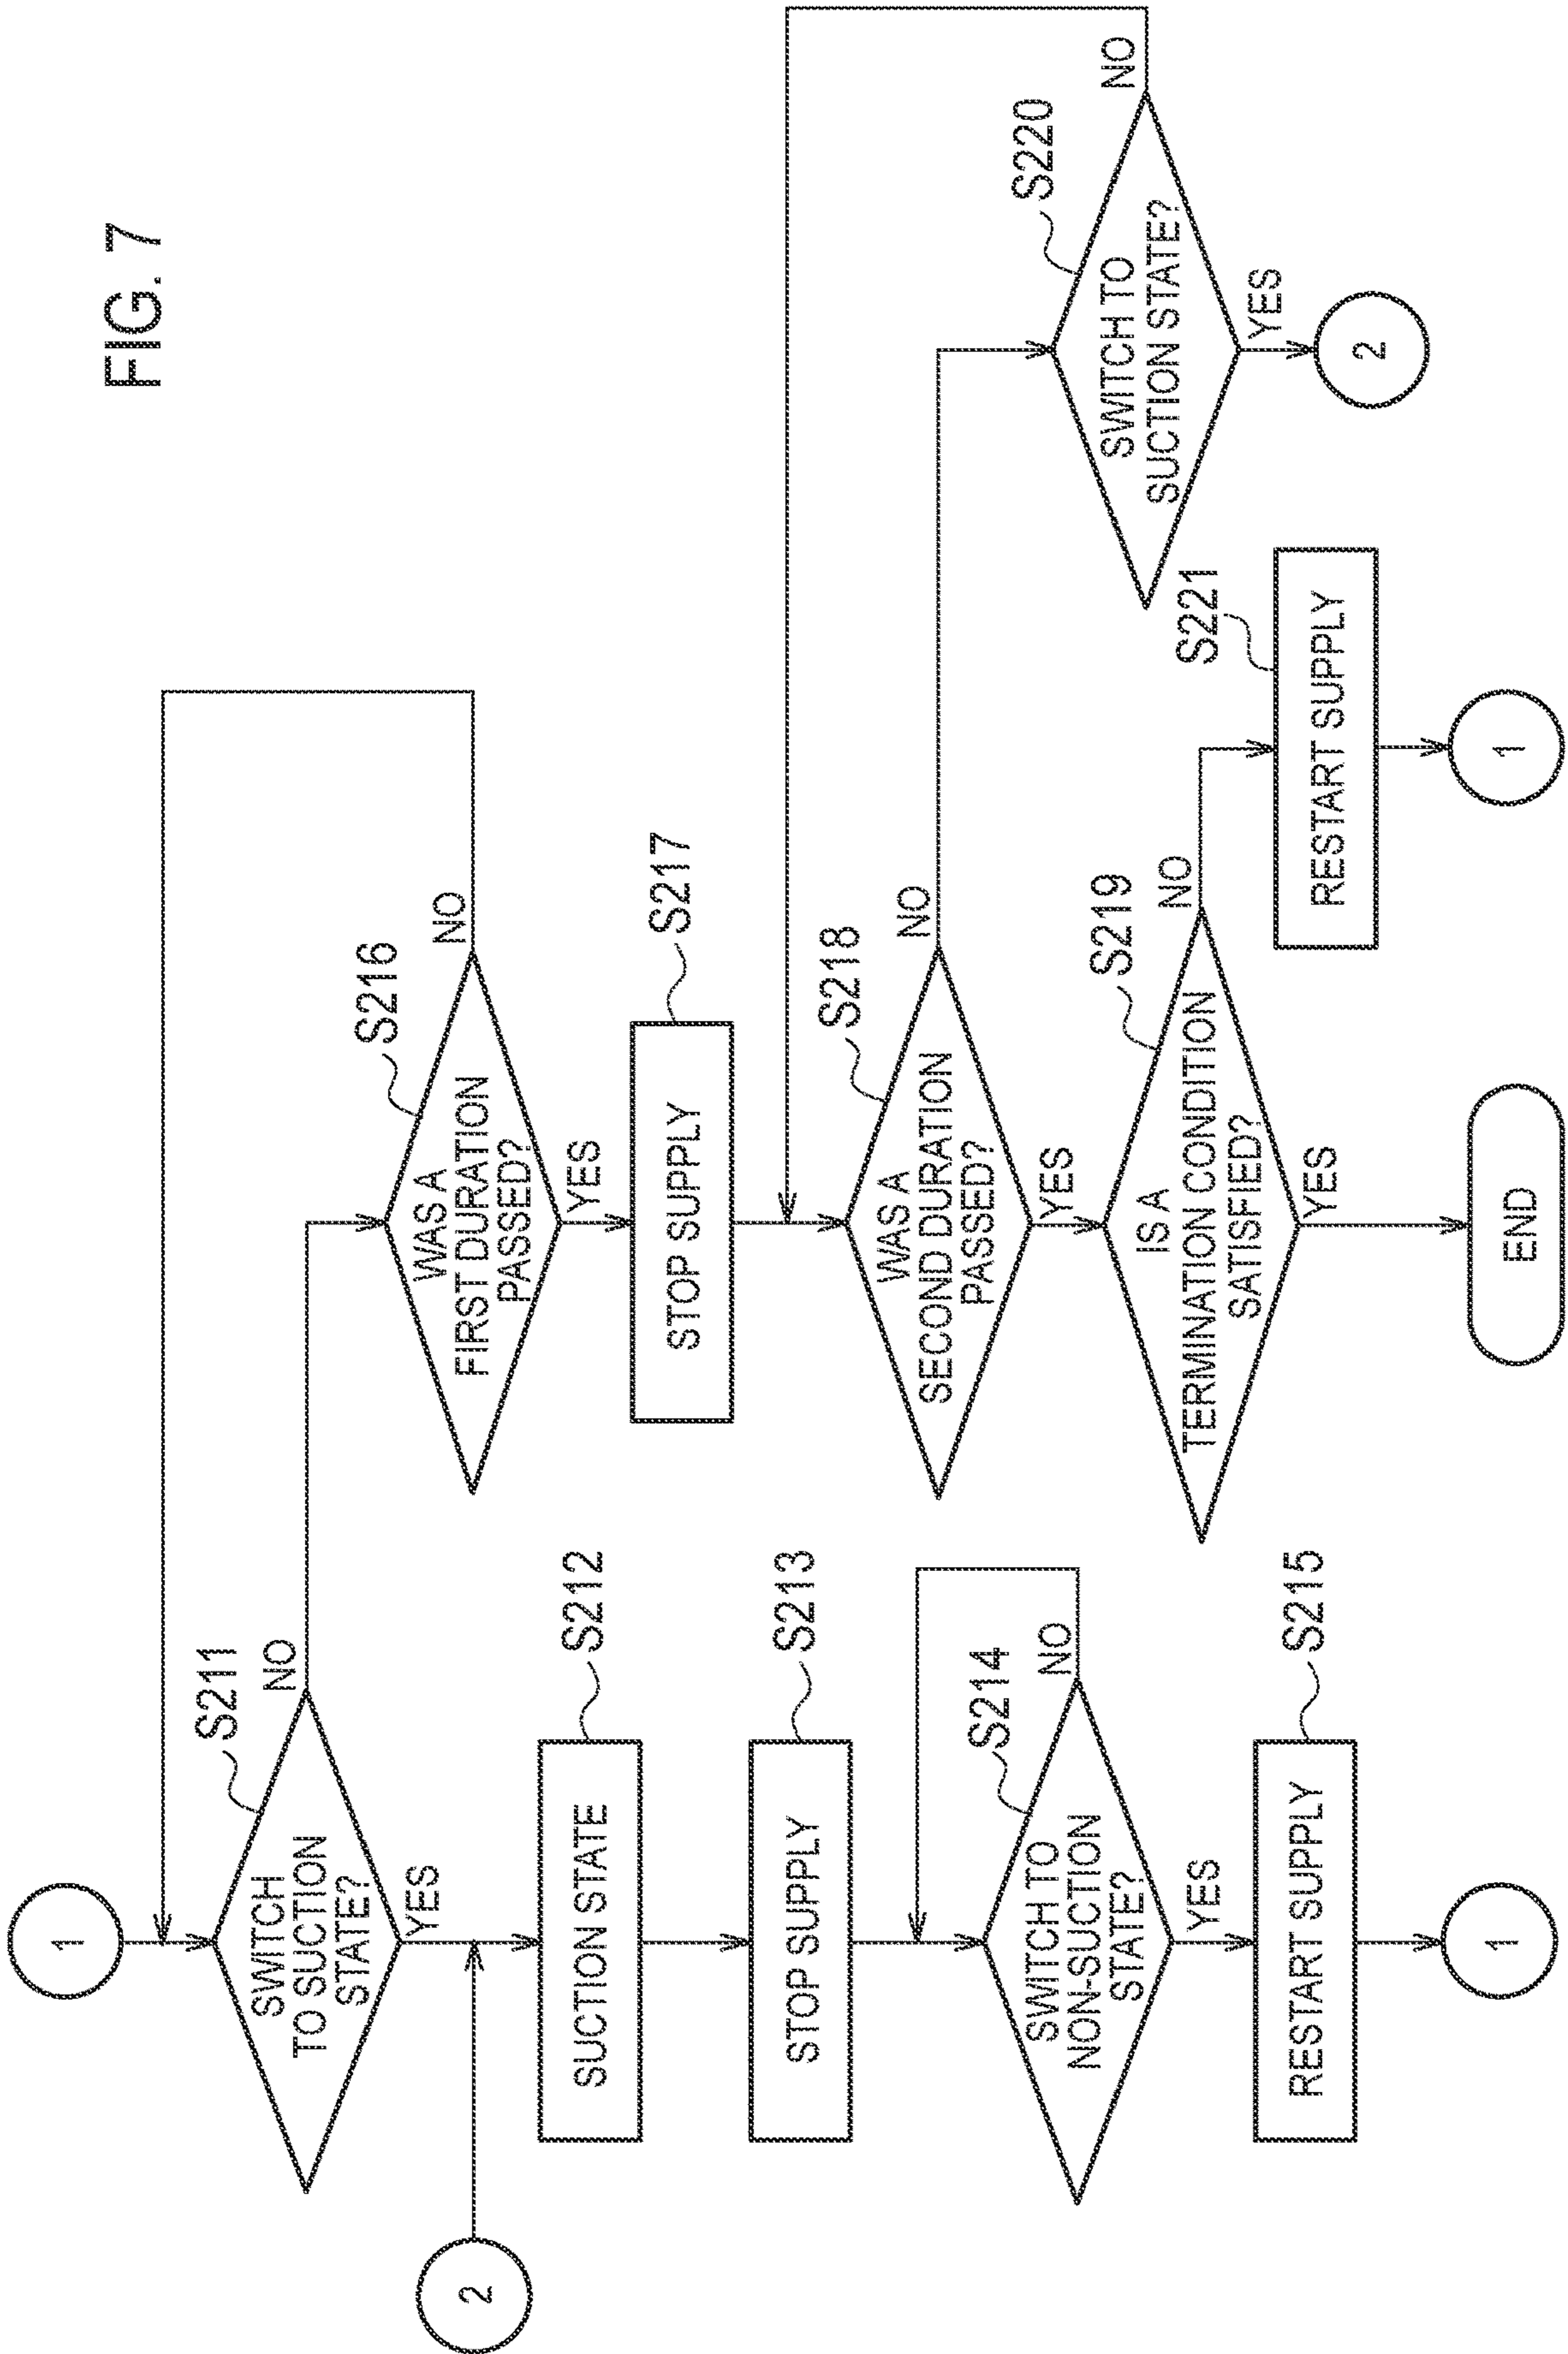 FIG. 7
1
SWITCH
TO SUCTION
STATE?
S211
NO
YES
2
SUCTION STATE
S212
STOP SUPPLY
S213
SWITCH TO
NON-SUCTION
STATE?
S214
NO
YES
RESTART SUPPLY
S215
1
WAS A
FIRST DURATION
PASSED?
S216
NO
YES
STOP SUPPLY
S217
WAS A
SECOND DURATION
PASSED?
S218
NO
YES
IS A
TERMINATION CONDITION
SATISFIED?
S219
NO
YES
END
SWITCH TO
SUCTION STATE?
S220
NO
YES
2
RESTART SUPPLY
S221
1